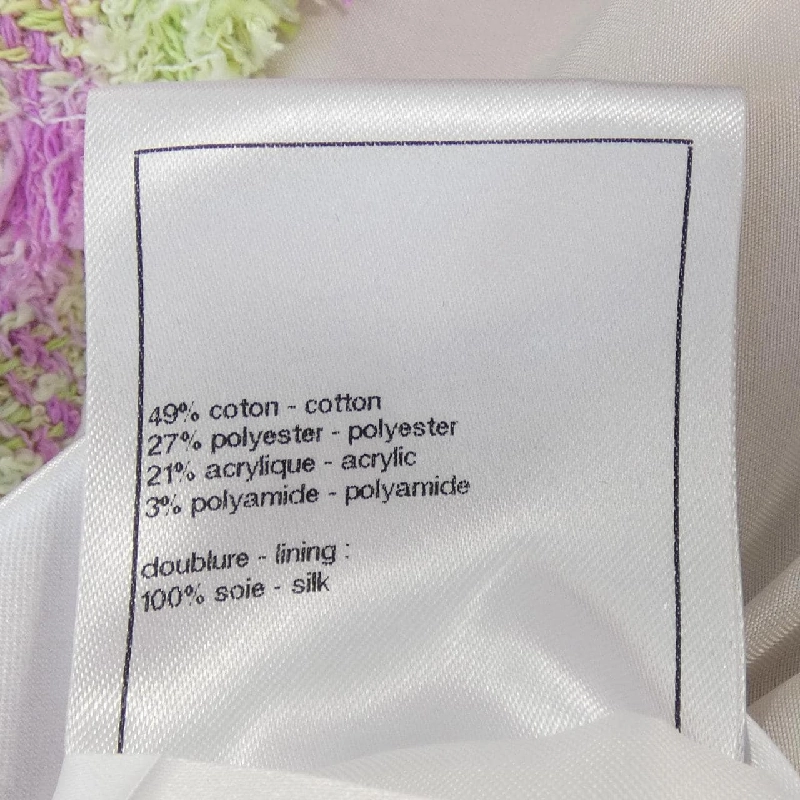 49% coton - cotton
27% polyester - polyester
21% acrylique - acrylic
3% polyamide - polyamide
doublure - lining :
100% soie - silk